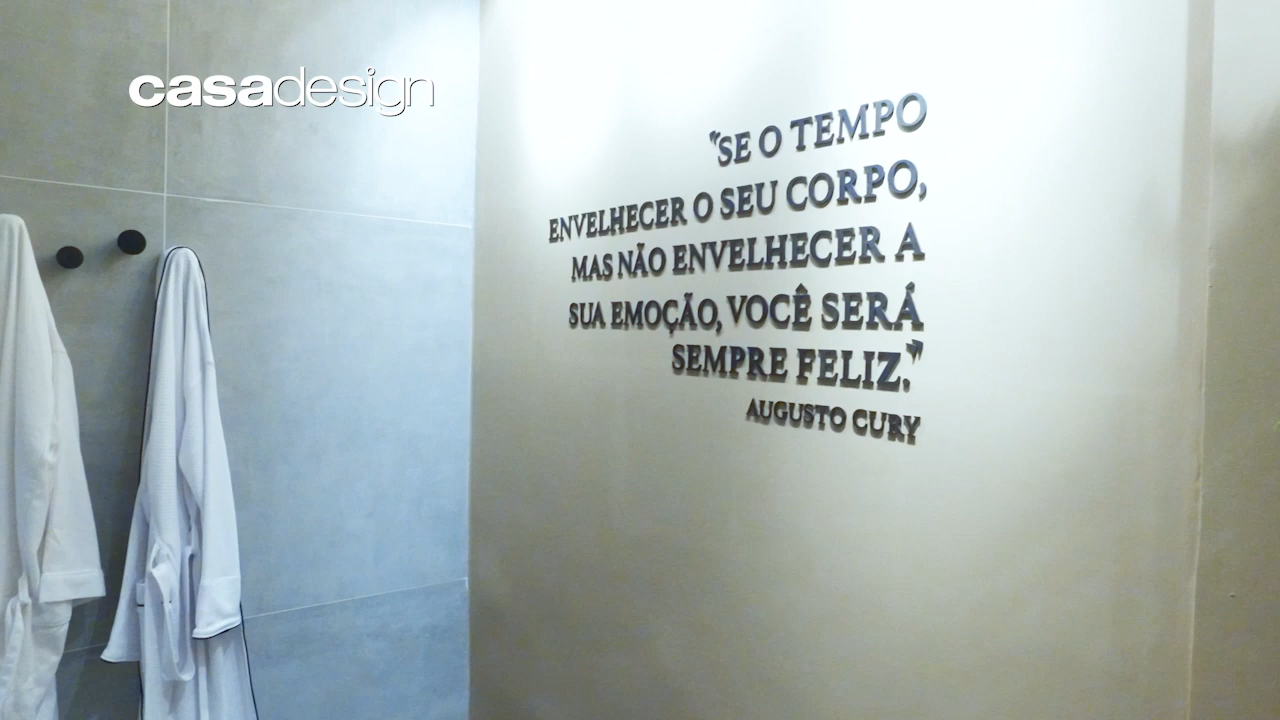 casadesign
"SE O TEMPO
ENVELHECER O SEU CORPO,
MAS NÃO ENVELHECER A
SUA EMOÇÃO, VOCÊ SERÁ
SEMPRE FELIZ."
AUGUSTO CURY